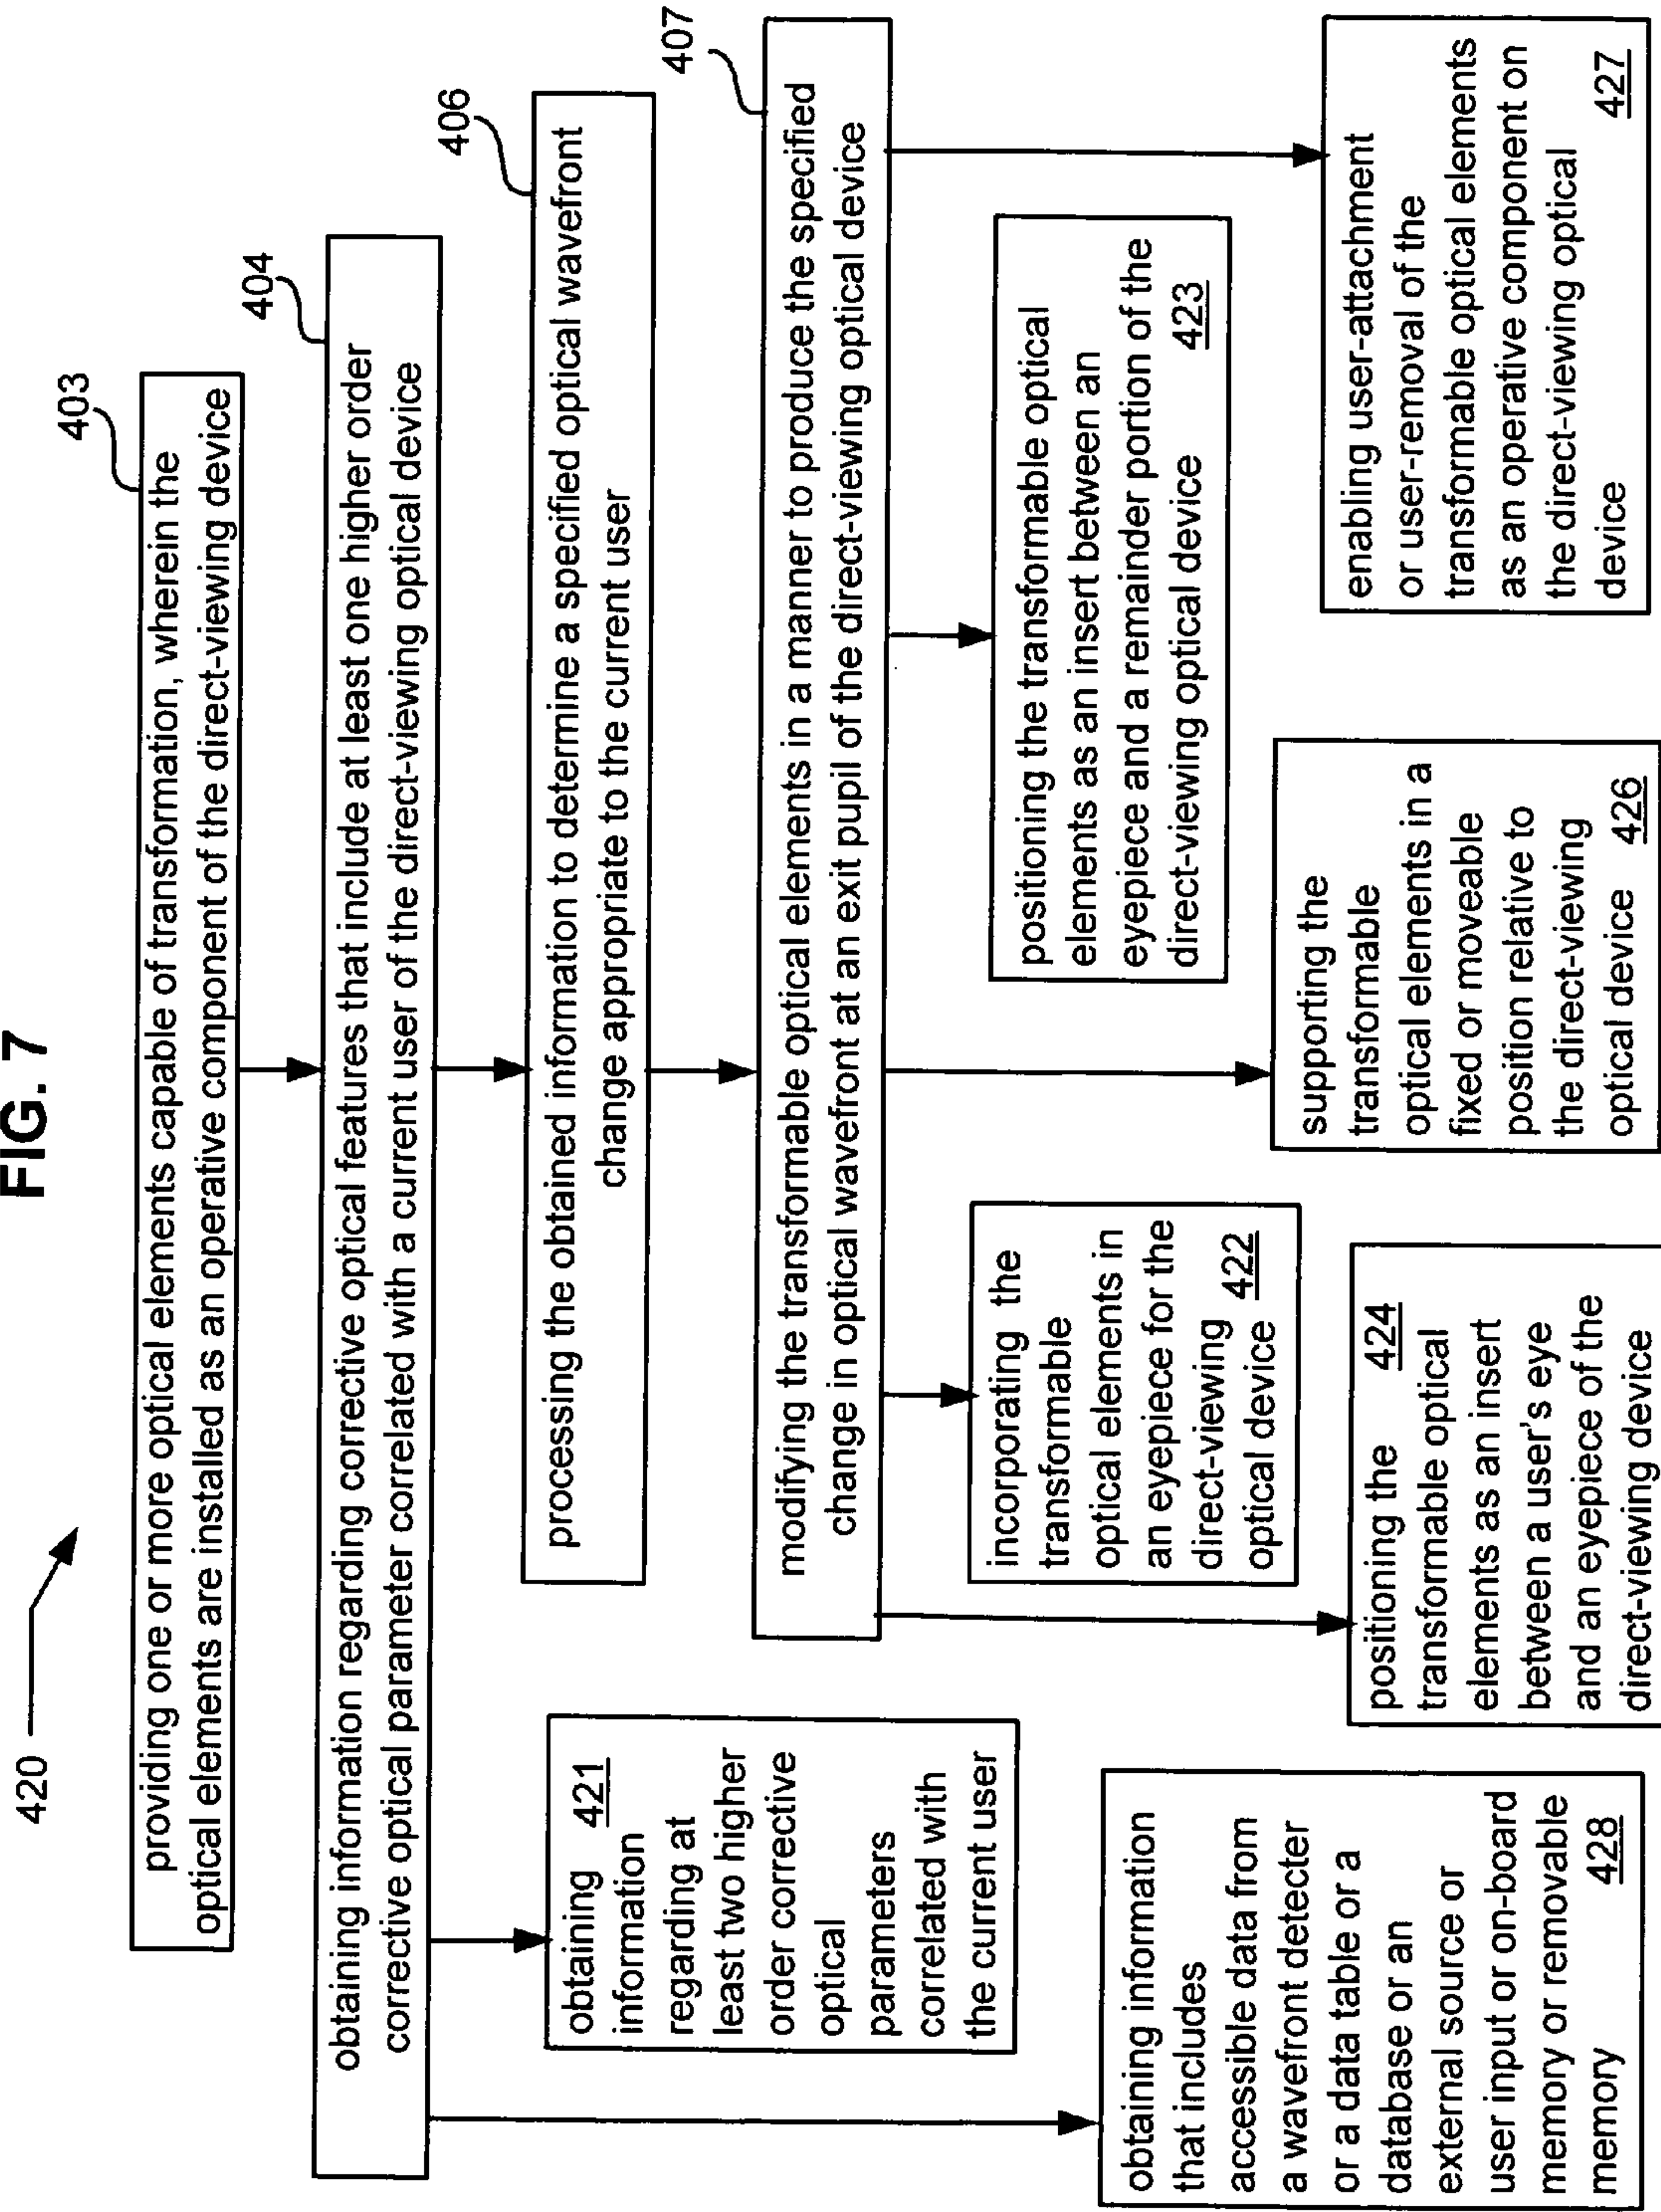 FIG. 7
420
403
providing one or more optical elements capable of transformation, wherein the
optical elements are installed as an operative component of the direct-viewing device
404
obtaining information regarding corrective optical features that include at least one higher order
corrective optical parameter correlated with a current user of the direct-viewing optical device
406
processing the obtained information to determine a specified optical wavefront
change appropriate to the current user
407
modifying the transformable optical elements in a manner to produce the specified
change in optical wavefront at an exit pupil of the direct-viewing optical device
obtaining
421
information
regarding at
least two higher
order corrective
optical
parameters
correlated with
the current user
obtaining information
that includes
accessible data from
a wavefront detecter
or a data table or a
database or an
external source or
user input or on-board
memory or removable
memory
428
incorporating the
transformable
optical elements in
an eyepiece for the
direct-viewing
optical device
422
positioning the
424
transformable optical
elements as an insert
between a user's eye
and an eyepiece of the
direct-viewing device
positioning the transformable optical
elements as an insert between an
eyepiece and a remainder portion of the
direct-viewing optical device
423
supporting the
transformable
optical elements in a
fixed or moveable
position relative to
the direct-viewing
optical device
426
enabling user-attachment
or user-removal of the
transformable optical elements
as an operative component on
the direct-viewing optical
device
427